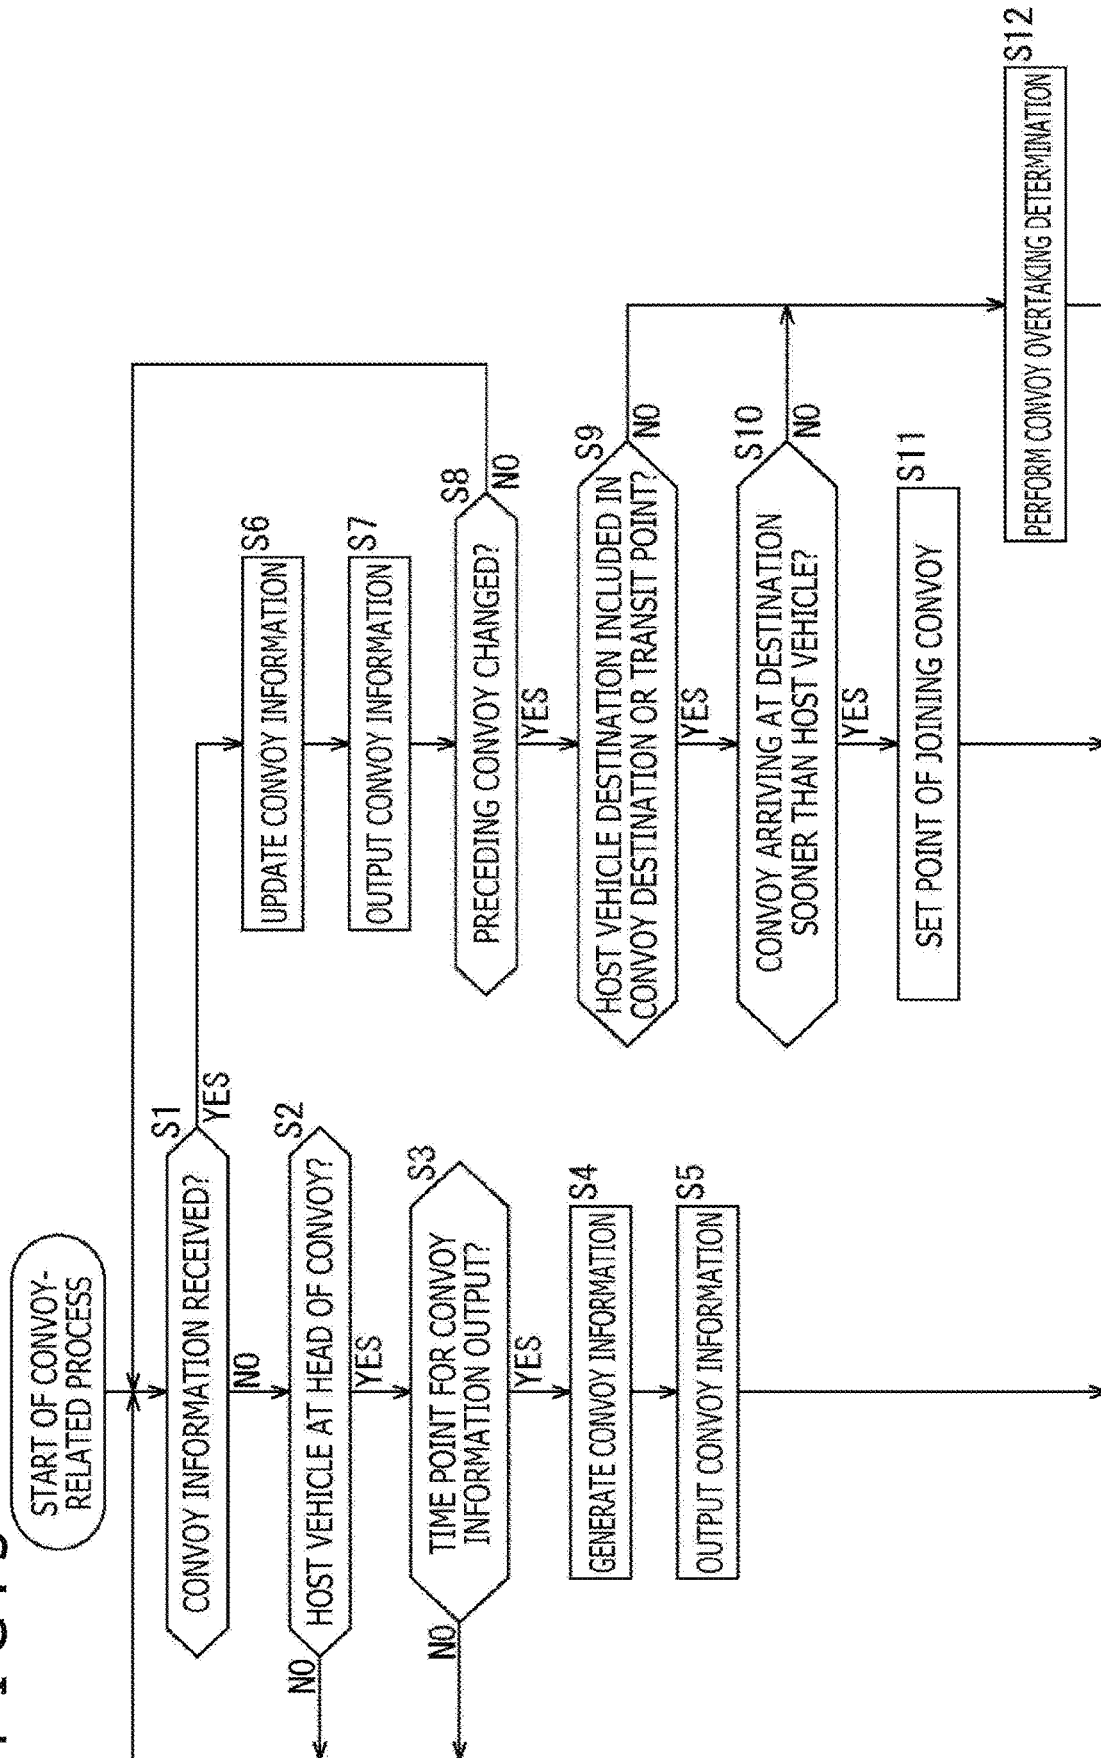 START OF CONVOY-
RELATED PROCESS
CONVOY INFORMATION RECEIVED?
S1
YES
NO
HOST VEHICLE AT HEAD OF CONVOY?
S2
NO
YES
TIME POINT FOR CONVOY
INFORMATION OUTPUT?
S3
NO
YES
GENERATE CONVOY INFORMATION
S4
OUTPUT CONVOY INFORMATION
S5
UPDATE CONVOY INFORMATION
S6
OUTPUT CONVOY INFORMATION
S7
PRECEDING CONVOY CHANGED?
S8
NO
YES
HOST VEHICLE DESTINATION INCLUDED IN
CONVOY DESTINATION OR TRANSIT POINT?
S9
NO
YES
CONVOY ARRIVING AT DESTINATION
SOONER THAN HOST VEHICLE?
S10
NO
YES
SET POINT OF JOINING CONVOY
S11
PERFORM CONVOY OVERTAKING DETERMINATION
S12